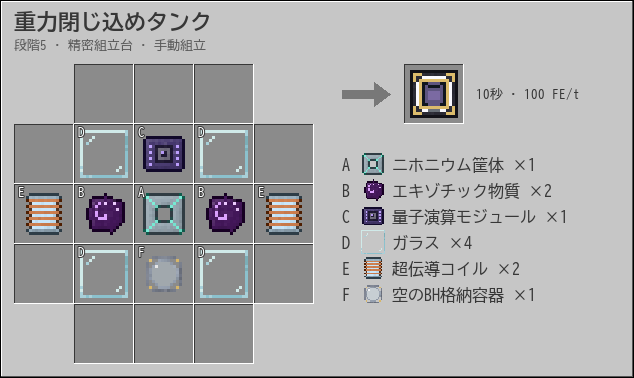 重力閉じ込めタンク
段階5 · 精密組立台 · 手動組立
10秒 · 100 FE/t
D C D
E B A B E
D F D
A ニホニウム筐体 ×1
B エキゾチック物質 ×2
C 量子演算モジュール ×1
D ガラス ×4
E 超伝導コイル ×2
F 空のBH格納容器 ×1